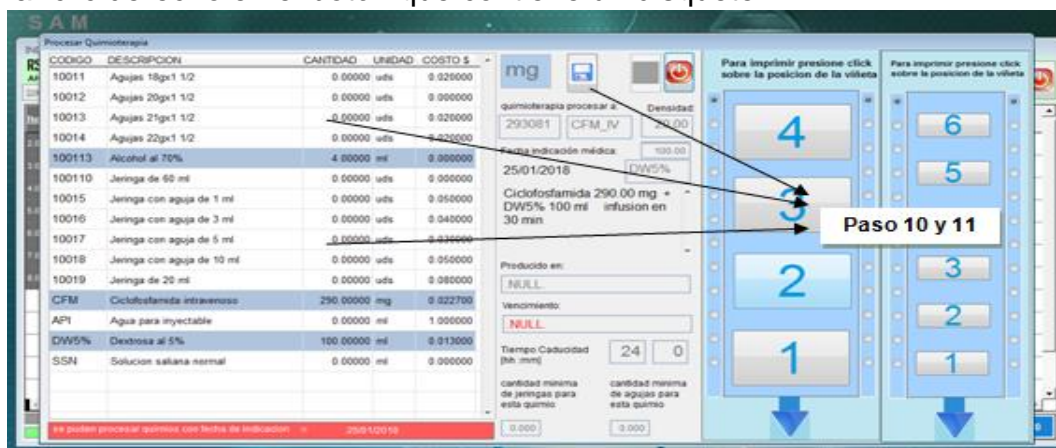 SAM
Procesar Quimioterapia
CODIGO DESCRIPCION CANTIDAD UNIDAD COSTO $
10011 Agujas 18gx1 1/2 0.00000 uds 0.020000
10012 Agujas 20gx1 1/2 0.00000 uds 0.000000
10013 Agujas 21gx1 1/2 0.00000 uds 0.020000
10014 Agujas 22gx1 1/2 0.00000 uds 0.020000
100113 Alcohol al 70% 4.00000 ml 0.000000
100110 Jeringa de 60 ml 0.00000 uds 0.000000
10015 Jeringa con aguja de 1 ml 0.00000 uds 0.050000
10016 Jeringa con aguja de 3 ml 0.00000 uds 0.040000
10017 Jeringa con aguja de 5 ml 0.00000 uds
10018 Jeringa con aguja de 10 ml 0.00000 uds 0.050000
10019 Jeringa de 20 ml 0.00000 uds 0.080000
CFM Ciclofosfamida intravenoso 290.00000 mg 0.022700
API Agua para inyectable 0.00000 ml 1.000000
DW5% Dextrosa al 5% 100.00000 ml 0.013000
SSN Solucion saliana normal 0.00000 ml 0.000000
se puden procesar quimios con fecha de indicacion = 25/01/2018
mg
quimioterapia procesar a: Densidad:
293081 CFM_IV 20.00
Fecha indicación médica: 100.00
25/01/2018 DW5%
Ciclofosfamida 290.00 mg +
DW5% 100 ml infusion en
30 min
Producido en:
.NULL.
Vencimiento:
.NULL.
Tiempo Caducidad
[hh :mm] 24 0
cantidad minima
de jeringas para
esta quimio
cantidad minima
de agujas para
esta quimio
0.000 0.000
Para imprimir presione click
sobre la posicion de la viñeta
4
3
2
1
Para imprimir presione click
sobre la posicion de la viñeta
6
5
3
2
1
Paso 10 y 11